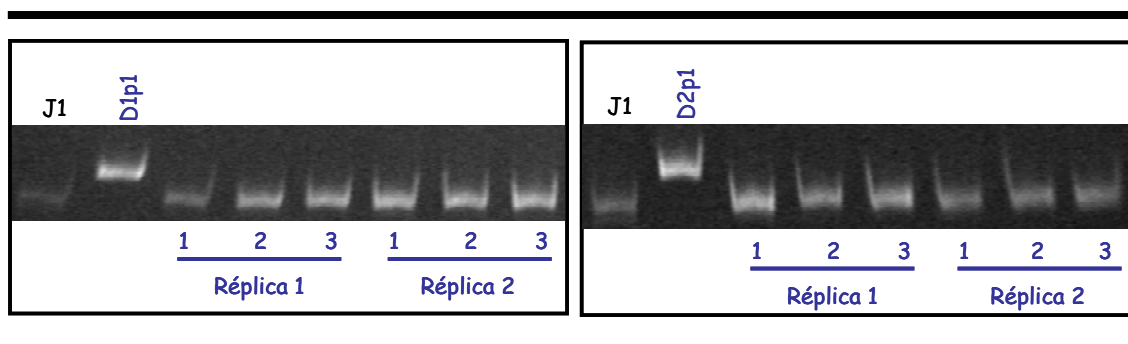 J1 D1p1
1 2 3 1 2 3
Réplica 1 Réplica 2
J1 D2p1
1 2 3 1 2 3
Réplica 1 Réplica 2